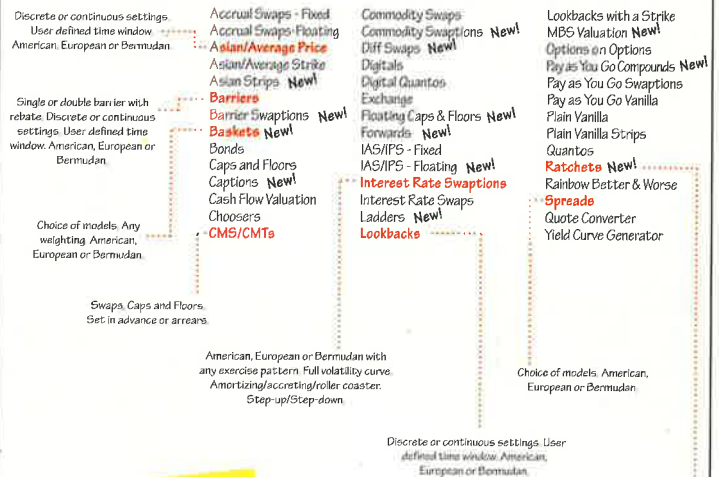 Discrete or continuous settings.
User defined time window.
American, European or Bermudan.
Single or double barrier with
rebate. Discrete or continuous
settings. User defined time
window. American, European or
Bermudan.
Choice of models. Any
weighting. American,
European or Bermudan.
Swaps, Caps and Floors.
Set in advance or arrears.
Accrual Swaps - Fixed
Accrual Swaps-Floating
Asian/Average Price
Asian/Average Strike
Asian Strips New!
Barriers
Barrier Swaptions New!
Baskets New!
Bonds
Caps and Floors
Captions New!
Cash Flow Valuation
Choosers
CMS/CMTs
Commodity Swaps
Commodity Swaptions New!
Diff Swaps New!
Digitals
Digital Quantos
Exchange
Floating Caps & Floors New!
Forwards New!
IAS/IPS - Fixed
IAS/IPS - Floating New!
Interest Rate Swaptions
Interest Rate Swaps
Ladders New!
Lookbacks
Lookbacks with a Strike
MBS Valuation New!
Options on Options
Pay as You Go Compounds New!
Pay as You Go Swaptions
Pay as You Go Vanilla
Plain Vanilla
Plain Vanilla Strips
Quantos
Ratchets New!
Rainbow Better & Worse
Spreads
Quote Converter
Yield Curve Generator
American, European or Bermudan with
any exercise pattern. Full volatility curve.
Amortizing/accreting/roller coaster.
Step-up/Step-down.
Choice of models. American,
European or Bermudan.
Discrete or continuous settings. User
defined time window. American,
European or Bermudan.